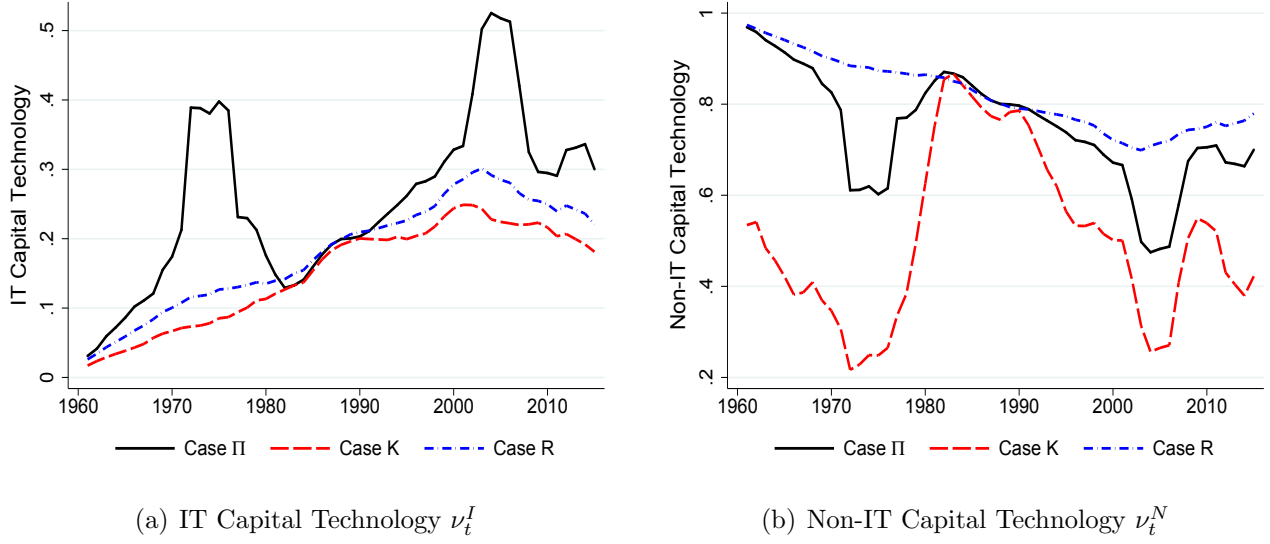 IT Capital Technology
.5
.4
.3
.2
.1
0
1960 1970 1980 1990 2000 2010
Case Π Case K Case R
(a) IT Capital Technology ν_t^I
Non-IT Capital Technology
1
.8
.6
.4
.2
1960 1970 1980 1990 2000 2010
Case Π Case K Case R
(b) Non-IT Capital Technology ν_t^N